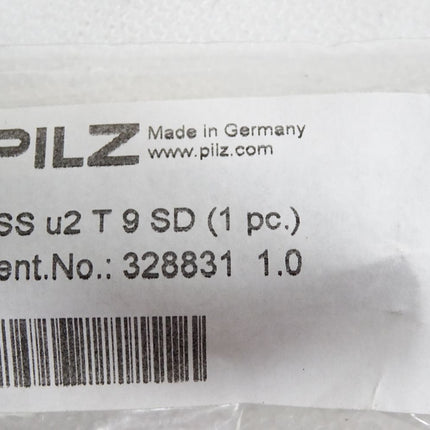 PILZ Made in Germany
www.pilz.com
SS u2 T 9 SD (1 pc.)
ent.No.: 328831 1.0